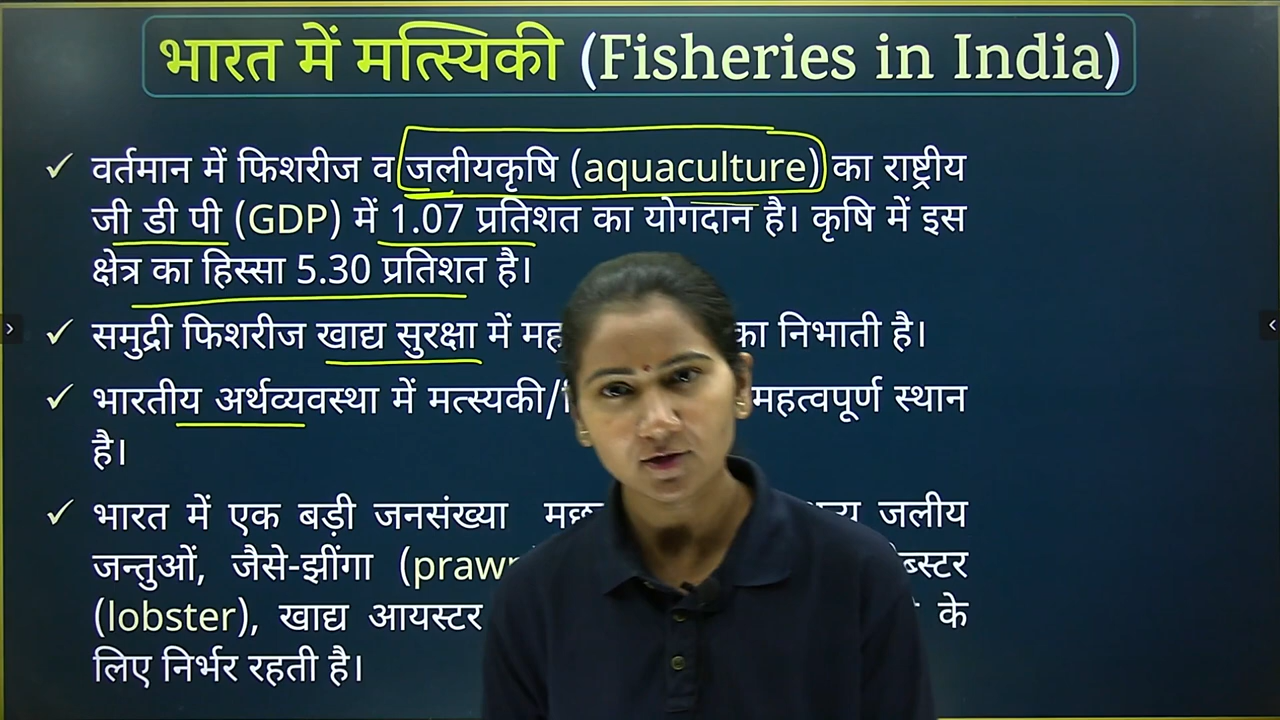 भारत में मत्स्यिकी (Fisheries in India)
✓ वर्तमान में फिशरीज व जलीयकृषि (aquaculture) का राष्ट्रीय
जी डी पी (GDP) में 1.07 प्रतिशत का योगदान है। कृषि में इस
क्षेत्र का हिस्सा 5.30 प्रतिशत है।
✓ समुद्री फिशरीज खाद्य सुरक्षा में निभाती है।
✓ भारतीय अर्थव्यवस्था में मत्स्यकी/ महत्वपूर्ण स्थान
है।
✓ भारत में एक बड़ी जनसंख्या जलीय
जन्तुओं, जैसे-झींगा
(lobster), खाद्य आयस्टर के
लिए निर्भर रहती है।